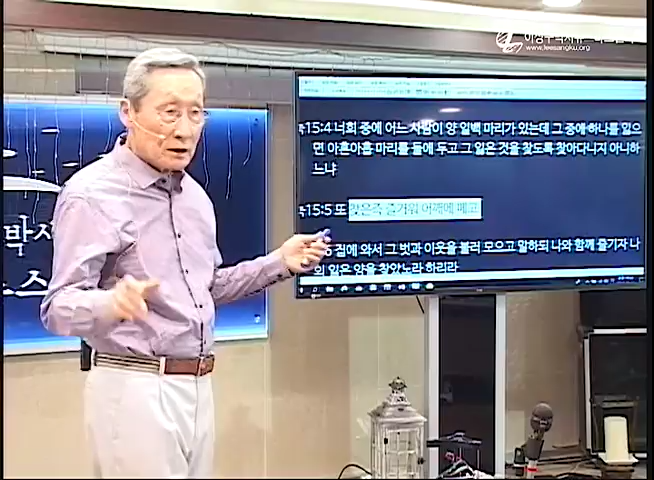 www.leesangku.org
눅15:4 너희 중에 어느 사람이 양 일백 마리가 있는데 그 중에 하나를 잃으
면 아흔아홉 마리를 들에 두고 그 잃은 것을 찾도록 찾아다니지 아니하
느냐
눅15:5 또 찾은즉 즐거워 어깨에 메고
집에 와서 그 벗과 이웃을 불러 모으고 말하되 나와 함께 즐기자 나
의 잃은 양을 찾았노라 하리라
박사